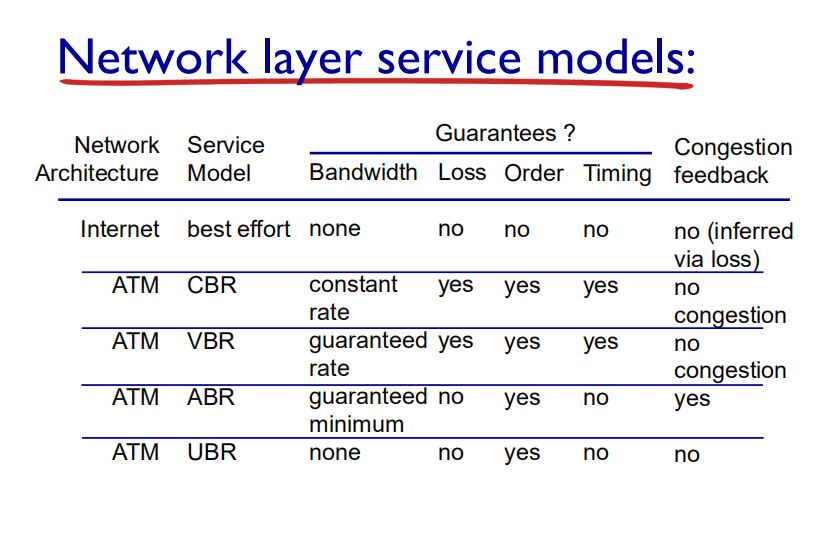 Network layer service models:
Guarantees ?
Network Architecture Service Model Bandwidth Loss Order Timing Congestion feedback
Internet best effort none no no no no (inferred via loss)
ATM CBR constant rate yes yes yes no congestion
ATM VBR guaranteed rate yes yes yes no congestion
ATM ABR guaranteed minimum no yes no yes
ATM UBR none no yes no no